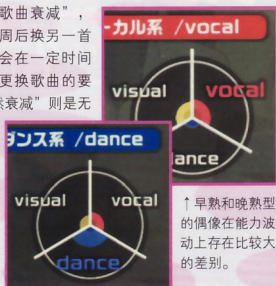 歌曲衰减”，
周后换另一首
会在一定时间
更换歌曲的要
衰减”则是无
ーカル系 /vocal
visual
vocal
dance
ダンス系 /dance
visual
vocal
dance
↑早熟和晚熟型
的偶像在能力波
动上存在比较大
的差别。